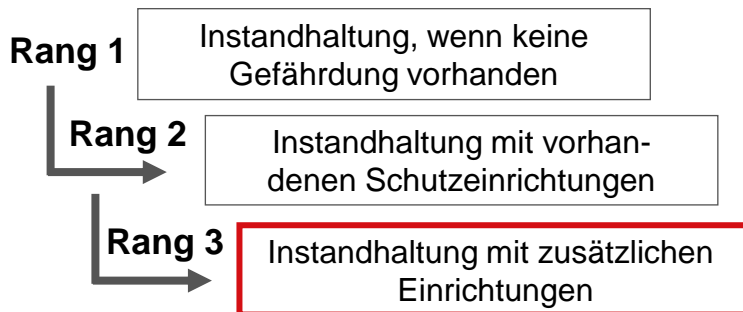 Rang 1
Instandhaltung, wenn keine
Gefährdung vorhanden
Rang 2
Instandhaltung mit vorhan-
denen Schutzeinrichtungen
Rang 3
Instandhaltung mit zusätzlichen
Einrichtungen